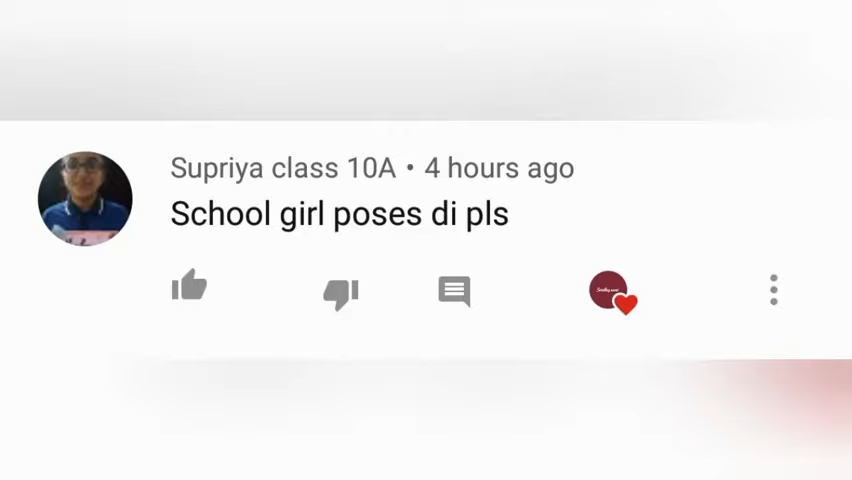 Supriya class 10A • 4 hours ago
School girl poses di pls